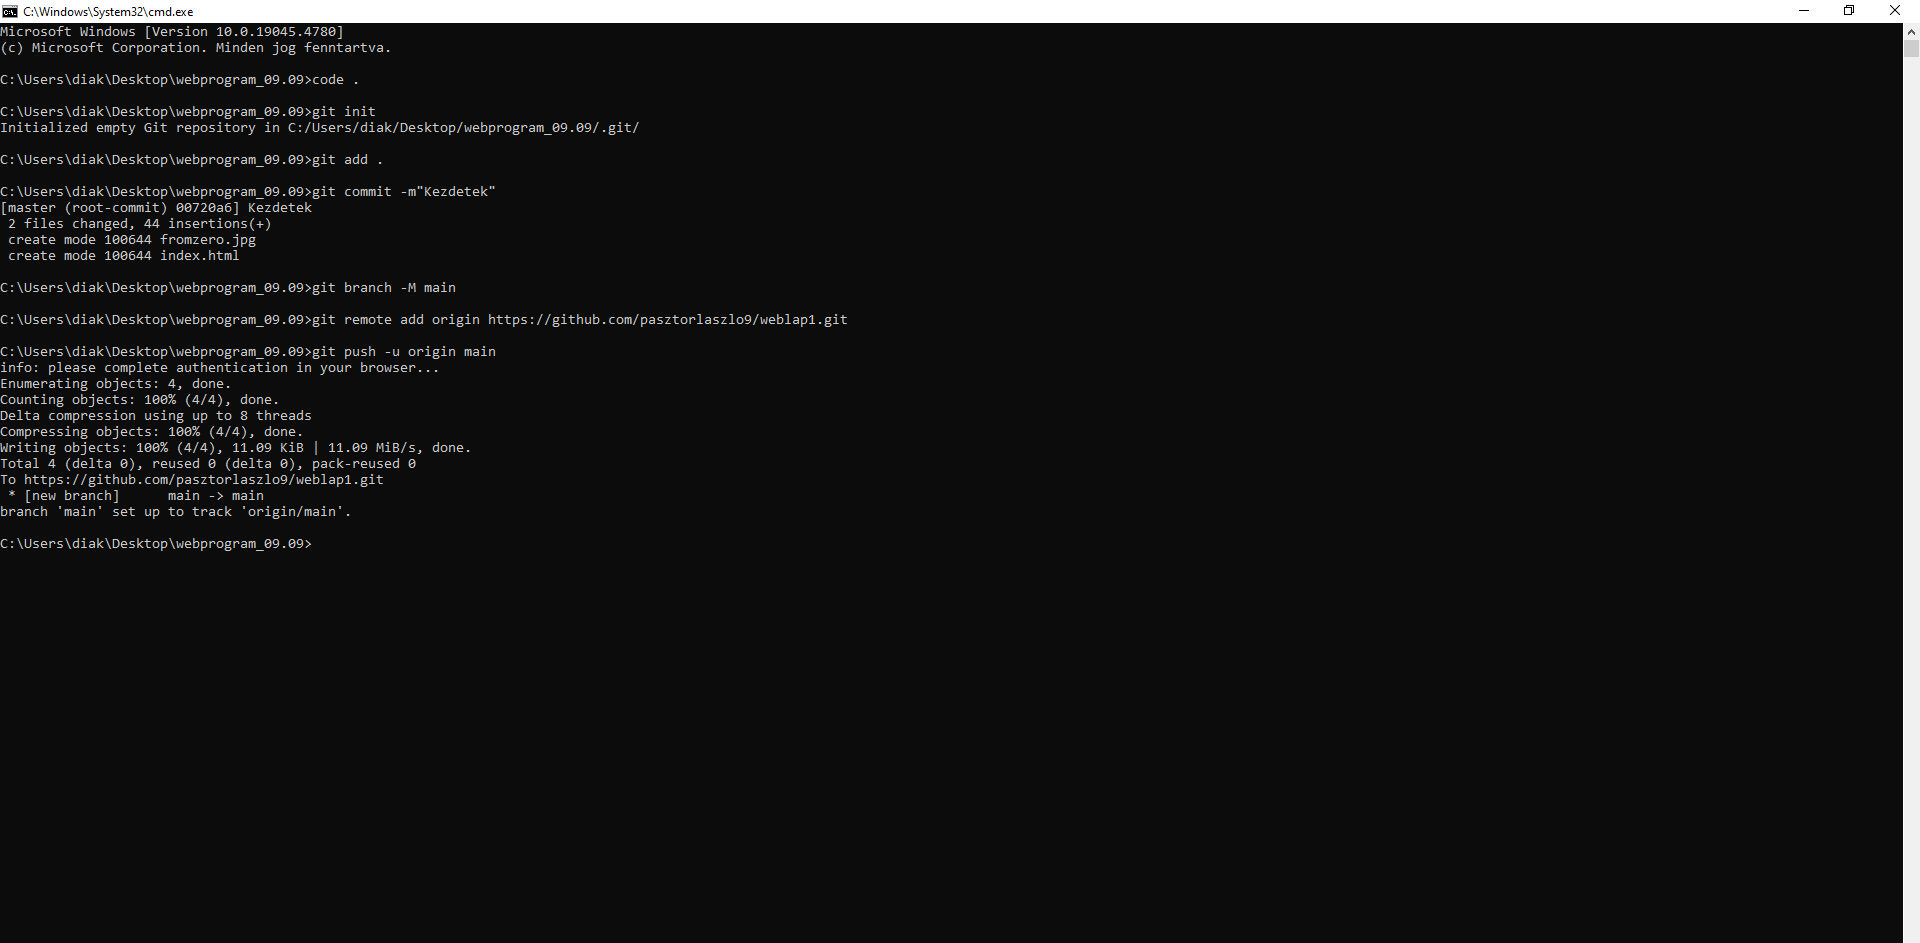 C:\Windows\System32\cmd.exe
Microsoft Windows [Version 10.0.19045.4780]
(c) Microsoft Corporation. Minden jog fenntartva.
C:\Users\diak\Desktop\webprogram_09.09>code .
C:\Users\diak\Desktop\webprogram_09.09>git init
Initialized empty Git repository in C:/Users/diak/Desktop/webprogram_09.09/.git/
C:\Users\diak\Desktop\webprogram_09.09>git add .
C:\Users\diak\Desktop\webprogram_09.09>git commit -m"Kezdetek"
[master (root-commit) 00720a6] Kezdetek
 2 files changed, 44 insertions(+)
 create mode 100644 fromzero.jpg
 create mode 100644 index.html
C:\Users\diak\Desktop\webprogram_09.09>git branch -M main
C:\Users\diak\Desktop\webprogram_09.09>git remote add origin https://github.com/pasztorlaszlo9/weblap1.git
C:\Users\diak\Desktop\webprogram_09.09>git push -u origin main
info: please complete authentication in your browser...
Enumerating objects: 4, done.
Counting objects: 100% (4/4), done.
Delta compression using up to 8 threads
Compressing objects: 100% (4/4), done.
Writing objects: 100% (4/4), 11.09 KiB | 11.09 MiB/s, done.
Total 4 (delta 0), reused 0 (delta 0), pack-reused 0
To https://github.com/pasztorlaszlo9/weblap1.git
 * [new branch]      main -> main
branch 'main' set up to track 'origin/main'.
C:\Users\diak\Desktop\webprogram_09.09>